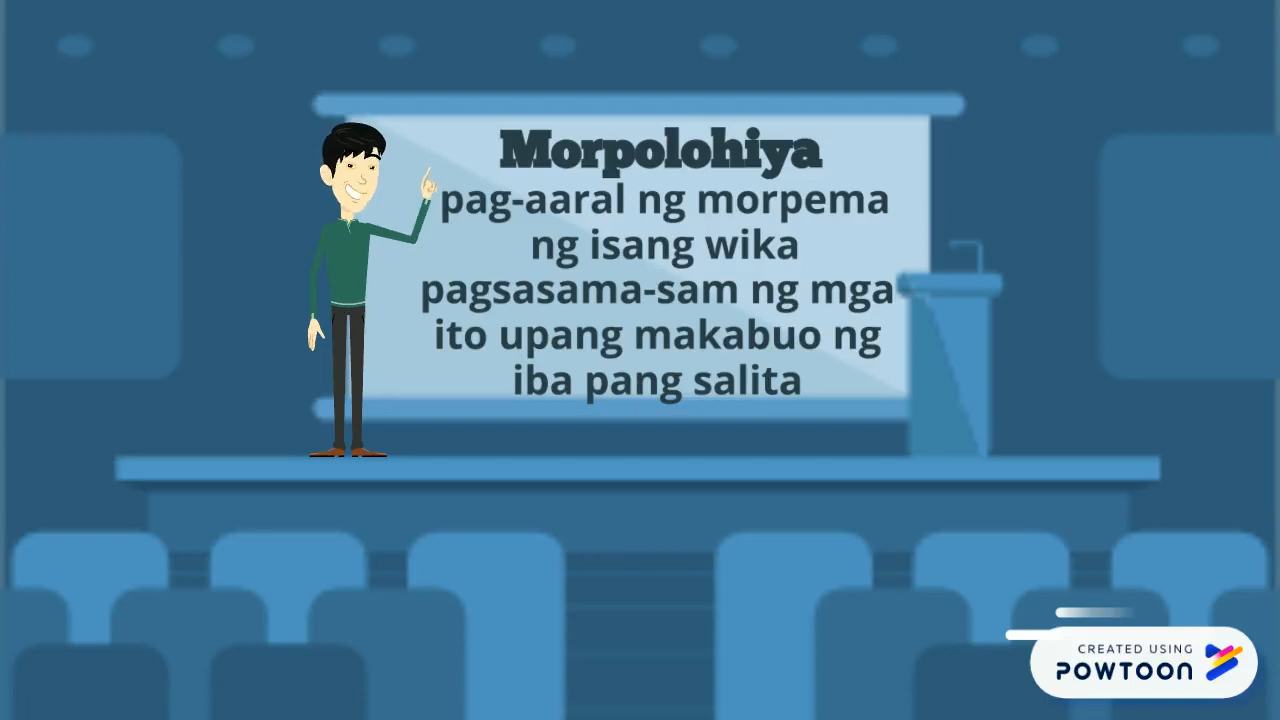 Morpolohiya
pag-aaral ng morpema
ng isang wika
pagsasama-sam ng mga
ito upang makabuo ng
iba pang salita
CREATED USING
POWTOON